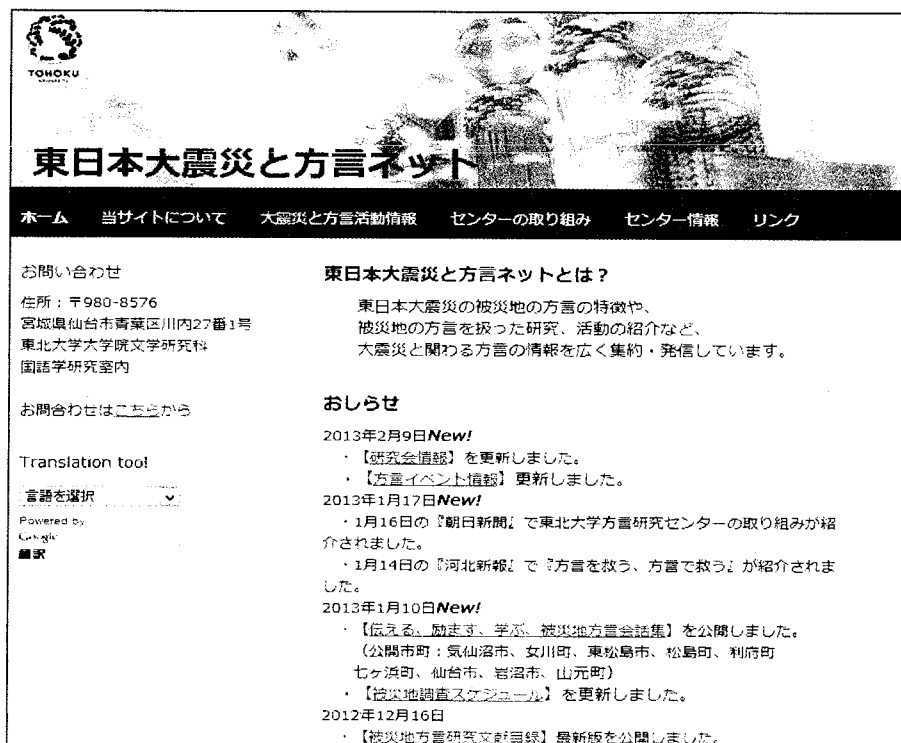 TOHOKU
東日本大震災と方言ネット
ホーム　当サイトについて　大震災と方言活動情報　センターの取り組み　センター情報　リンク
お問い合わせ
住所：〒980-8576
宮城県仙台市青葉区川内27番1号
東北大学大学院文学研究科
国語学研究室内
お問合わせはこちらから
Translation tool
言語を選択
Powered by
Google
翻訳
東日本大震災と方言ネットとは？
東日本大震災の被災地の方言の特徴や、
被災地の方言を扱った研究、活動の紹介など、
大震災と関わる方言の情報を広く集約・発信しています。
おしらせ
2013年2月9日New!
・【研究会情報】を更新しました。
・【方言イベント情報】更新しました。
2013年1月17日New!
・1月16日の『朝日新聞』で東北大学方言研究センターの取り組みが紹
介されました。
・1月14日の『河北新報』で『方言を救う、方言で救う』が紹介されま
した。
2013年1月10日New!
・【伝える、励ます、学ぶ、被災地方言会話集】を公開しました。
（公開市町：気仙沼市、女川町、東松島市、松島町、利府町
七ヶ浜町、仙台市、岩沼市、山元町）
・【被災地調査スケジュール】を更新しました。
2012年12月16日
・【被災地方言研究文献目録】最新版を公開しました。